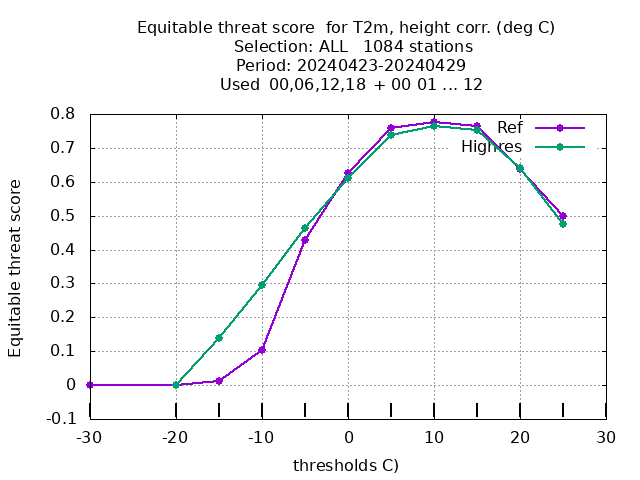 Equitable threat score  for T2m, height corr. (deg C)
Selection: ALL   1084 stations
Period: 20240423-20240429
Used  00,06,12,18  + 00 01 ... 12
Equitable threat score
0.8
0.7
0.6
0.5
0.4
0.3
0.2
0.1
0
-0.1
Ref
Highres
-30
-20
-10
0
10
20
30
thresholds C)